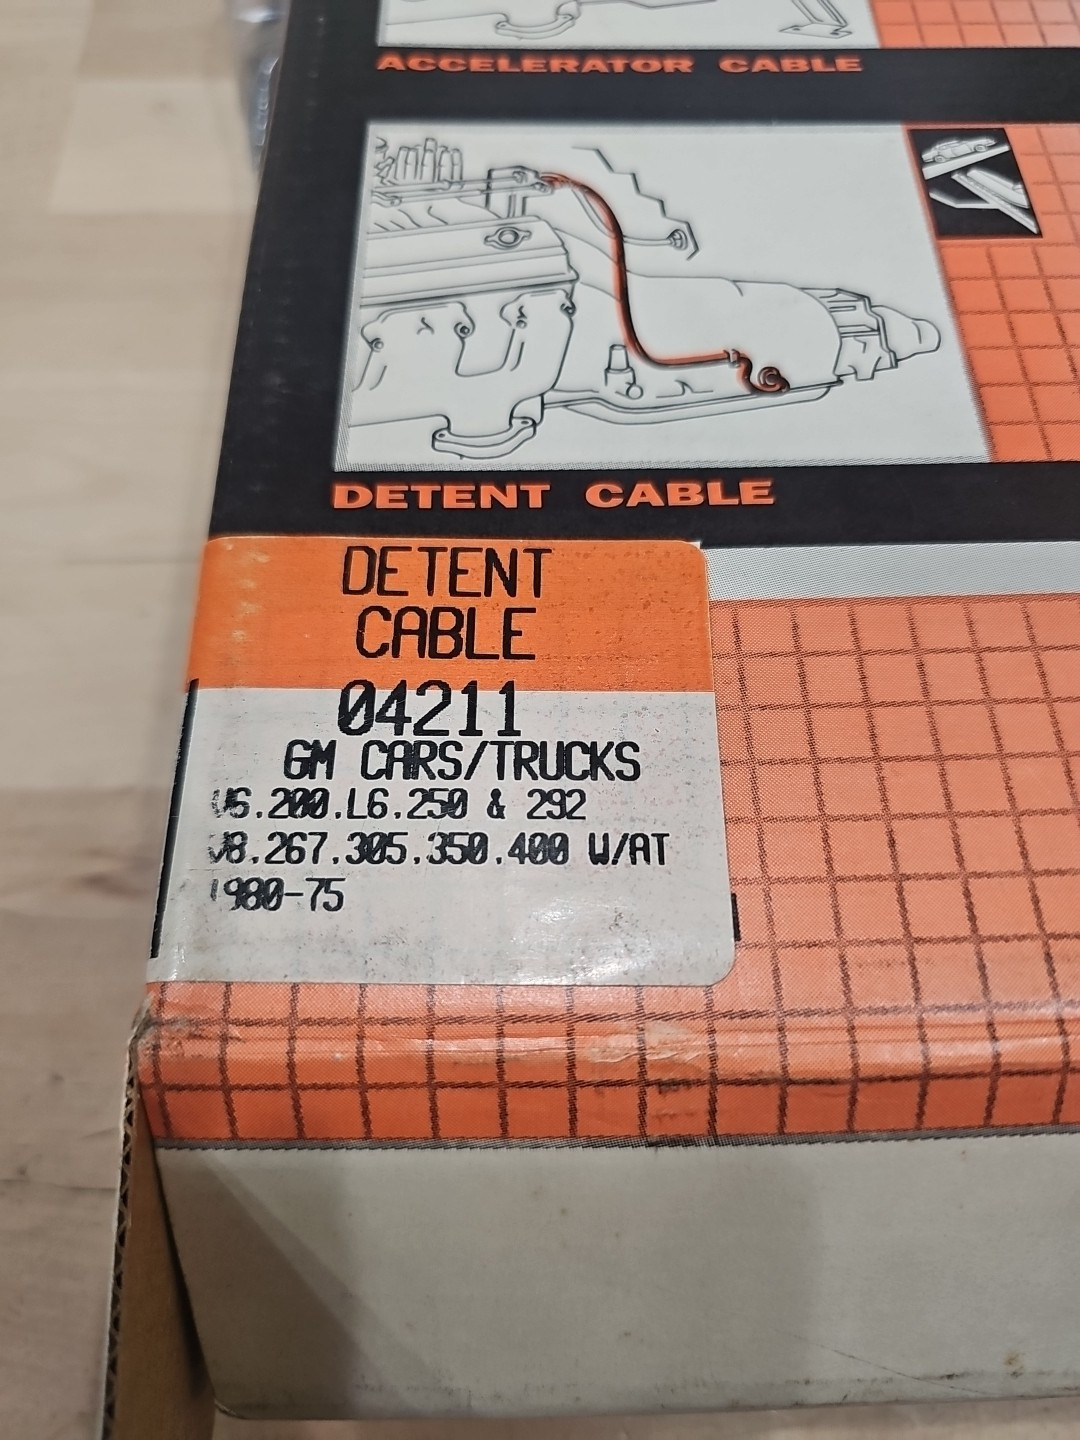 ACCELERATOR CABLE
DETENT CABLE
DETENT
CABLE
04211
GM CARS/TRUCKS
V6.200.L6.250 & 292
V8.267.305.350.400 W/AT
1980-75